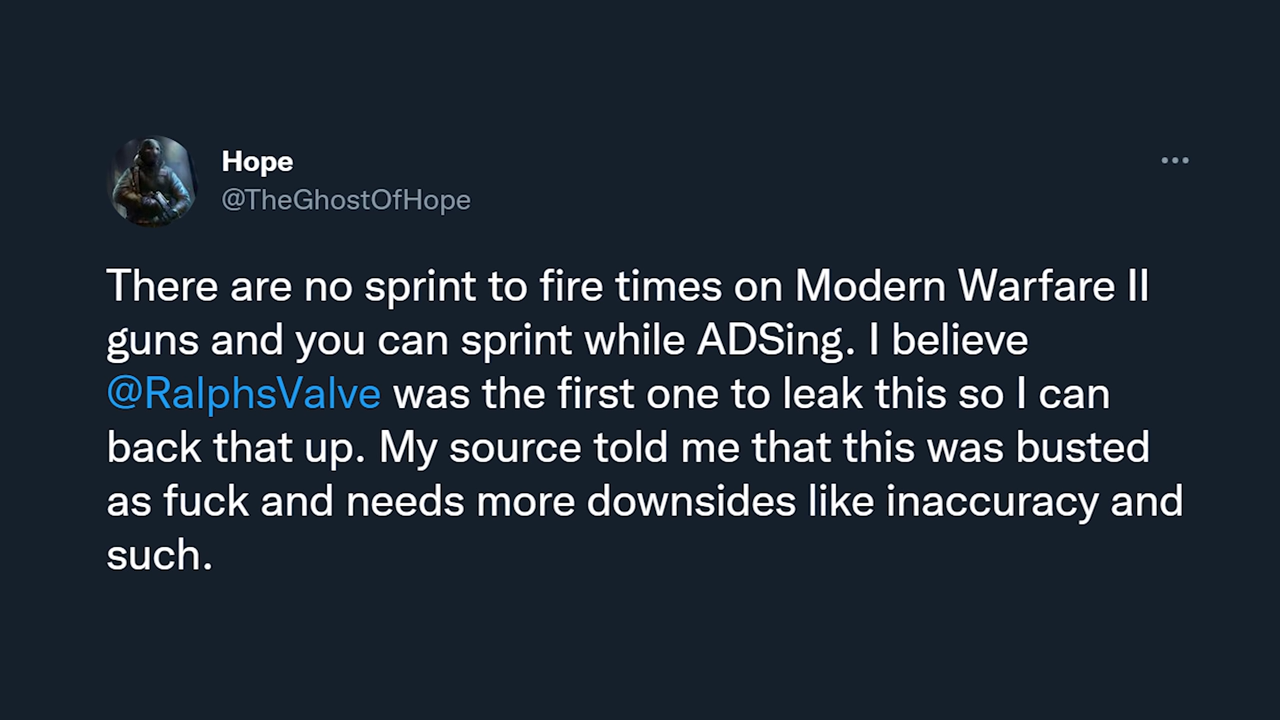 Hope
@TheGhostOfHope
There are no sprint to fire times on Modern Warfare II
guns and you can sprint while ADSing. I believe
@RalphsValve was the first one to leak this so I can
back that up. My source told me that this was busted
as fuck and needs more downsides like inaccuracy and
such.